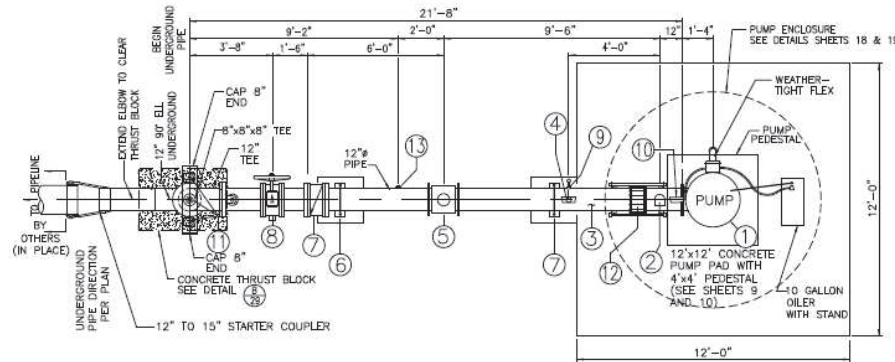 21'-8"
9'-2"
2'-0"
9'-6"
12"
1'-4"
3'-8"
1'-6"
6'-0"
4'-0"
BEGIN
UNDERGROUND
PIPE
PUMP ENCLOSURE
SEE DETAILS SHEETS 18 & 19
WEATHER-
TIGHT FLEX
PUMP
PEDESTAL
EXTEND ELBOW TO CLEAR
THRUST BLOCK
12" 90° ELL
UNDERGROUND
CAP 8"
END
8"x8"x8" TEE
12"
TEE
12"ø
PIPE
13
4
9
10
PUMP
12'-0"
TO PIPELINE
BY
OTHERS
(IN PLACE)
11
8
7
6
5
7
3
12
2
1
CAP 8"
END
CONCRETE THRUST BLOCK
SEE DETAIL
B
29
UNDERGROUND
PIPE DIRECTION
PER PLAN
12" TO 15" STARTER COUPLER
12'x12' CONCRETE
PUMP PAD WITH
4'x4' PEDESTAL
(SEE SHEETS 9
AND 10)
10 GALLON
OILER
WITH STAND
12'-0"